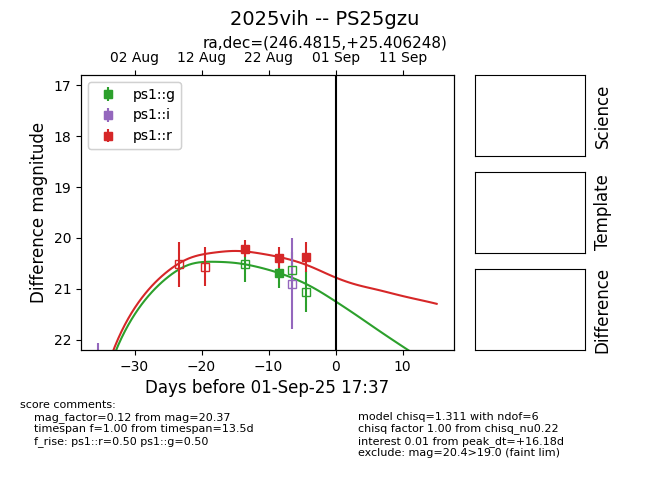 2025vih -- PS25gzu
ra,dec=(246.4815,+25.406248)
02 Aug 12 Aug 22 Aug 01 Sep 11 Sep
17
18
19
20
21
22
Difference magnitude
ps1::g
ps1::i
ps1::r
−30 −20 −10 0 10
Days before 01-Sep-25 17:37
Science
Template
Difference
score comments:
mag_factor=0.12 from mag=20.37
timespan f=1.00 from timespan=13.5d
f_rise: ps1::r=0.50 ps1::g=0.50
model chisq=1.311 with ndof=6
chisq factor 1.00 from chisq_nu0.22
interest 0.01 from peak_dt=+16.18d
exclude: mag=20.4>19.0 (faint lim)